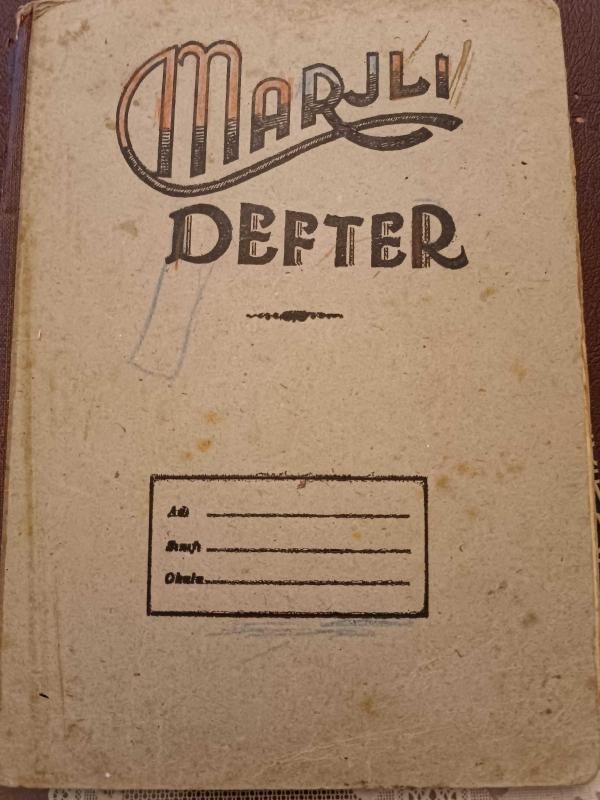 MARJLI
DEFTER
Adı
Sınıfı
Okulu